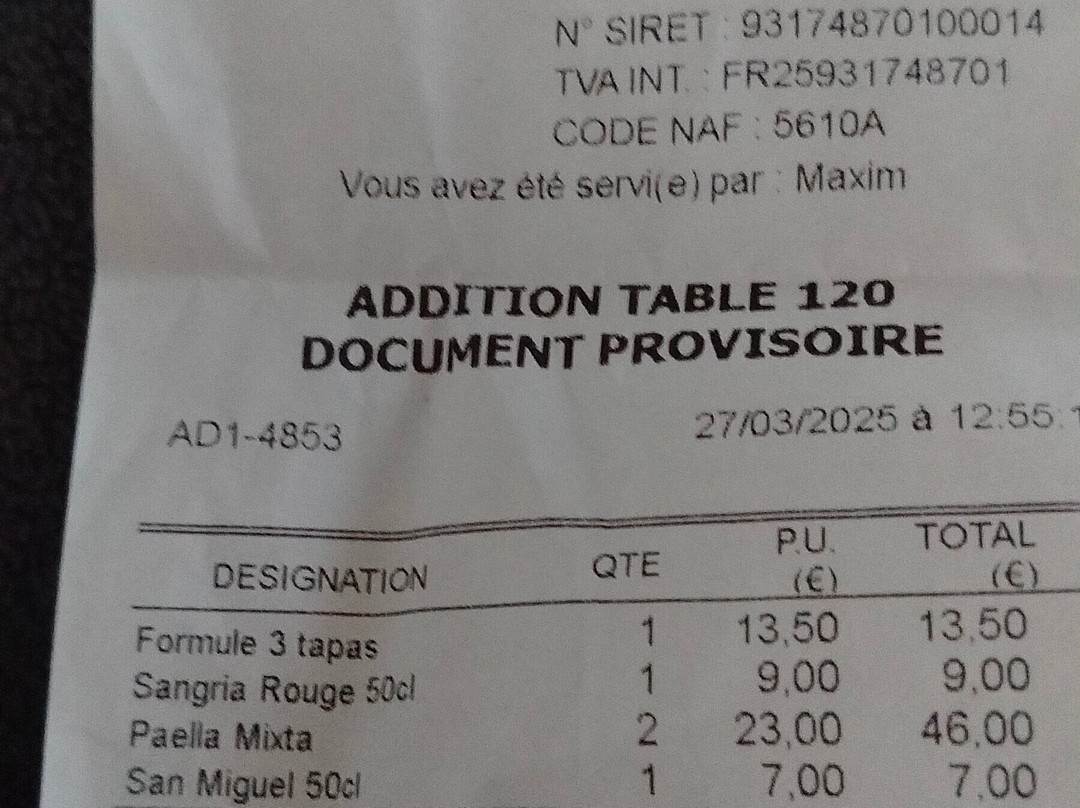 N° SIRET : 93174870100014
TVA INT. : FR25931748701
CODE NAF : 5610A
Vous avez été servi(e) par : Maxim
ADDITION TABLE 120
DOCUMENT PROVISOIRE
AD1-4853 27/03/2025 à 12:55:1
DESIGNATION QTE P.U. (€) TOTAL (€)
Formule 3 tapas 1 13,50 13,50
Sangria Rouge 50cl 1 9,00 9,00
Paella Mixta 2 23,00 46,00
San Miguel 50cl 1 7,00 7,00